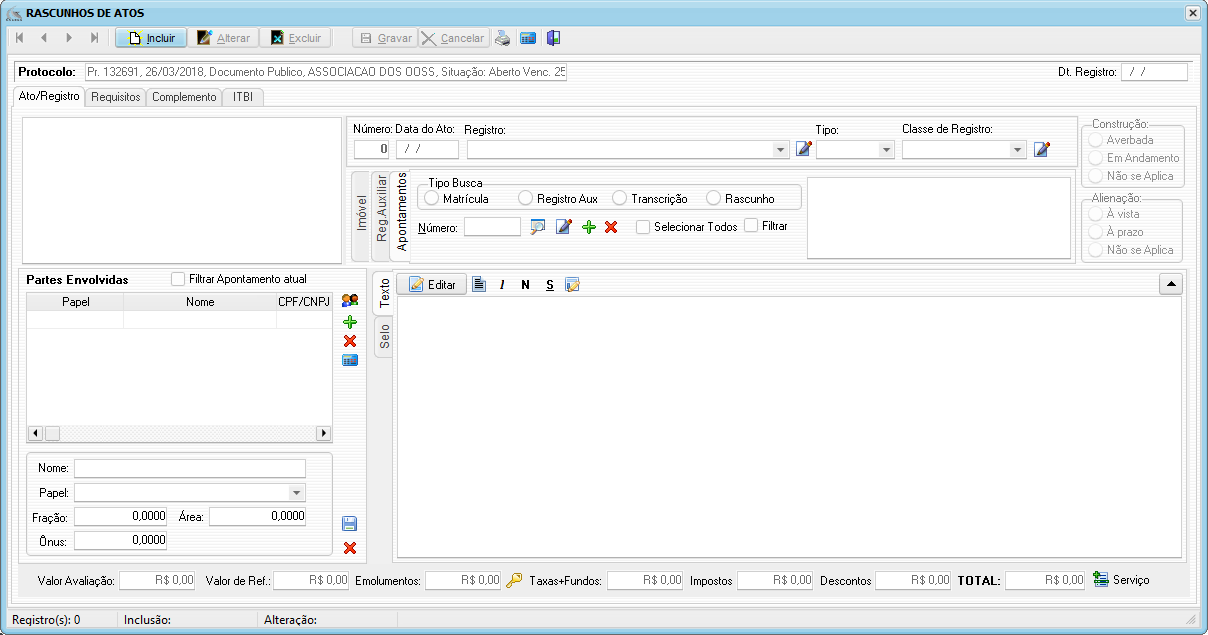 RASCUNHOS DE ATOS
Incluir Alterar Excluir Gravar Cancelar
Protocolo: Pr. 132691, 26/03/2018, Documento Publico, ASSOCIACAO DOS OOSS, Situação: Aberto Venc. 25 Dt. Registro: / /
Ato/Registro Requisitos Complemento ITBI
Número: Data do Ato: Registro: Tipo: Classe de Registro:
0 / /
Construção:
Averbada
Em Andamento
Não se Aplica
Alienação:
À vista
À prazo
Não se Aplica
Imóvel
Reg.Auxiliar
Apontamentos
Tipo Busca
Matrícula Registro Aux Transcrição Rascunho
Número: Selecionar Todos Filtrar
Partes Envolvidas Filtrar Apontamento atual
Papel Nome CPF/CNPJ
Texto
Selo
Editar I N S
Nome:
Papel:
Fração: 0,0000 Área: 0,0000
Ônus: 0,0000
Valor Avaliação: R$ 0,00 Valor de Ref.: R$ 0,00 Emolumentos: R$ 0,00 Taxas+Fundos: R$ 0,00 Impostos R$ 0,00 Descontos R$ 0,00 TOTAL: R$ 0,00 Serviço
Registro(s): 0 Inclusão: Alteração: